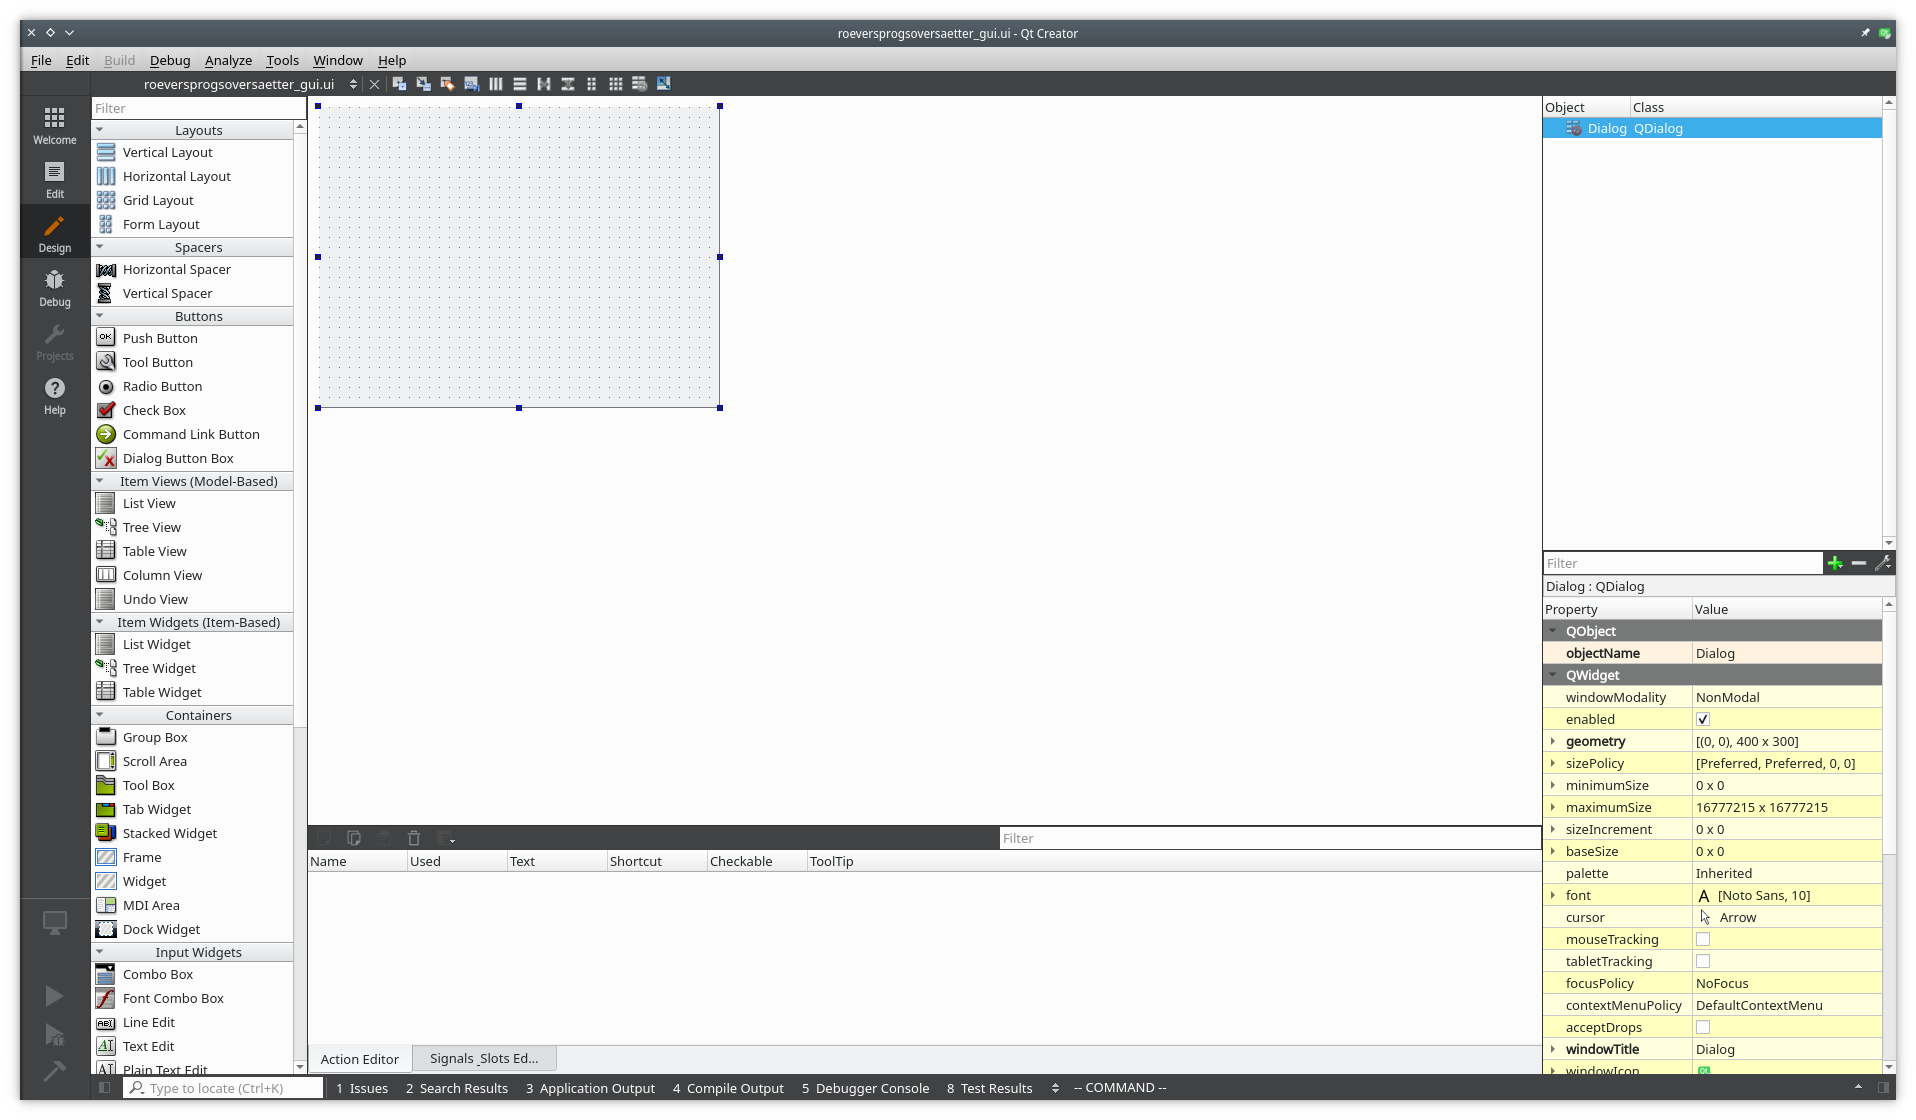 roeversprogsoversaetter_gui.ui - Qt Creator
File Edit Build Debug Analyze Tools Window Help
roeversprogsoversaetter_gui.ui
Welcome
Edit
Design
Debug
Projects
Help
Filter
Layouts
Vertical Layout
Horizontal Layout
Grid Layout
Form Layout
Spacers
Horizontal Spacer
Vertical Spacer
Buttons
Push Button
Tool Button
Radio Button
Check Box
Command Link Button
Dialog Button Box
Item Views (Model-Based)
List View
Tree View
Table View
Column View
Undo View
Item Widgets (Item-Based)
List Widget
Tree Widget
Table Widget
Containers
Group Box
Scroll Area
Tool Box
Tab Widget
Stacked Widget
Frame
Widget
MDI Area
Dock Widget
Input Widgets
Combo Box
Font Combo Box
Line Edit
Text Edit
Plain Text Edit
Filter
Name Used Text Shortcut Checkable ToolTip
Action Editor Signals_Slots Ed...
Object Class
Dialog QDialog
Filter
Dialog : QDialog
Property Value
QObject
objectName Dialog
QWidget
windowModality NonModal
enabled
geometry [(0, 0), 400 x 300]
sizePolicy [Preferred, Preferred, 0, 0]
minimumSize 0 x 0
maximumSize 16777215 x 16777215
sizeIncrement 0 x 0
baseSize 0 x 0
palette Inherited
font A [Noto Sans, 10]
cursor Arrow
mouseTracking
tabletTracking
focusPolicy NoFocus
contextMenuPolicy DefaultContextMenu
acceptDrops
windowTitle Dialog
windowIcon
Type to locate (Ctrl+K) 1 Issues 2 Search Results 3 Application Output 4 Compile Output 5 Debugger Console 8 Test Results -- COMMAND --